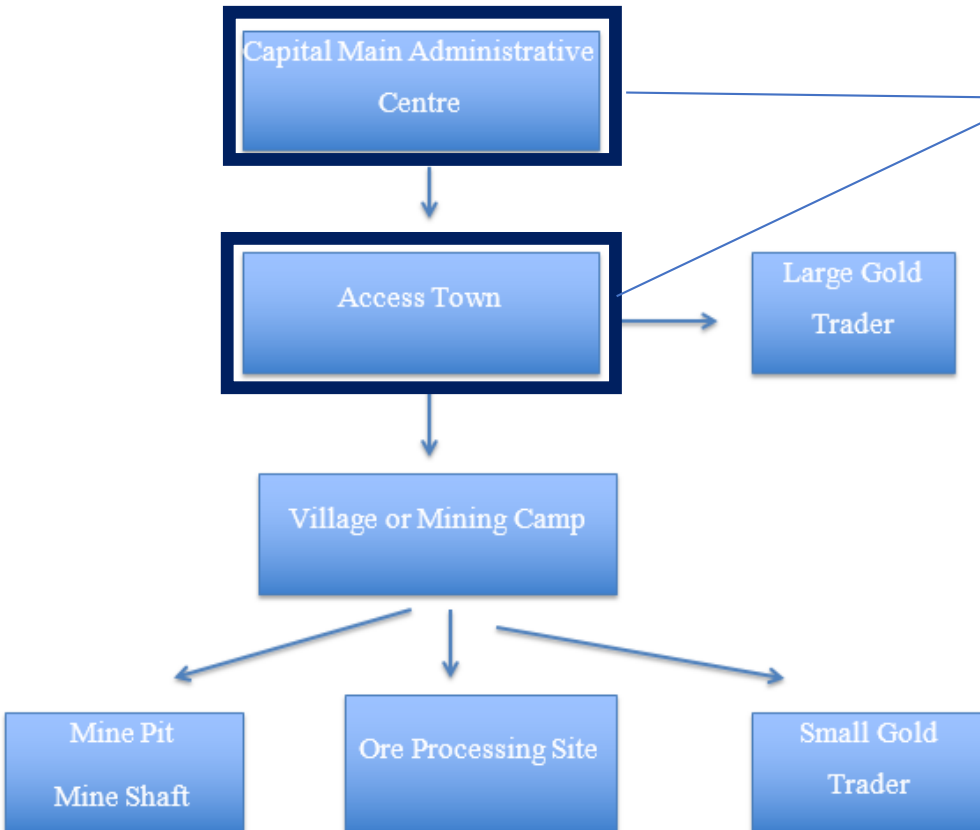 Capital Main Administrative
Centre
Access Town
Large Gold
Trader
Village or Mining Camp
Mine Pit
Mine Shaft
Ore Processing Site
Small Gold
Trader